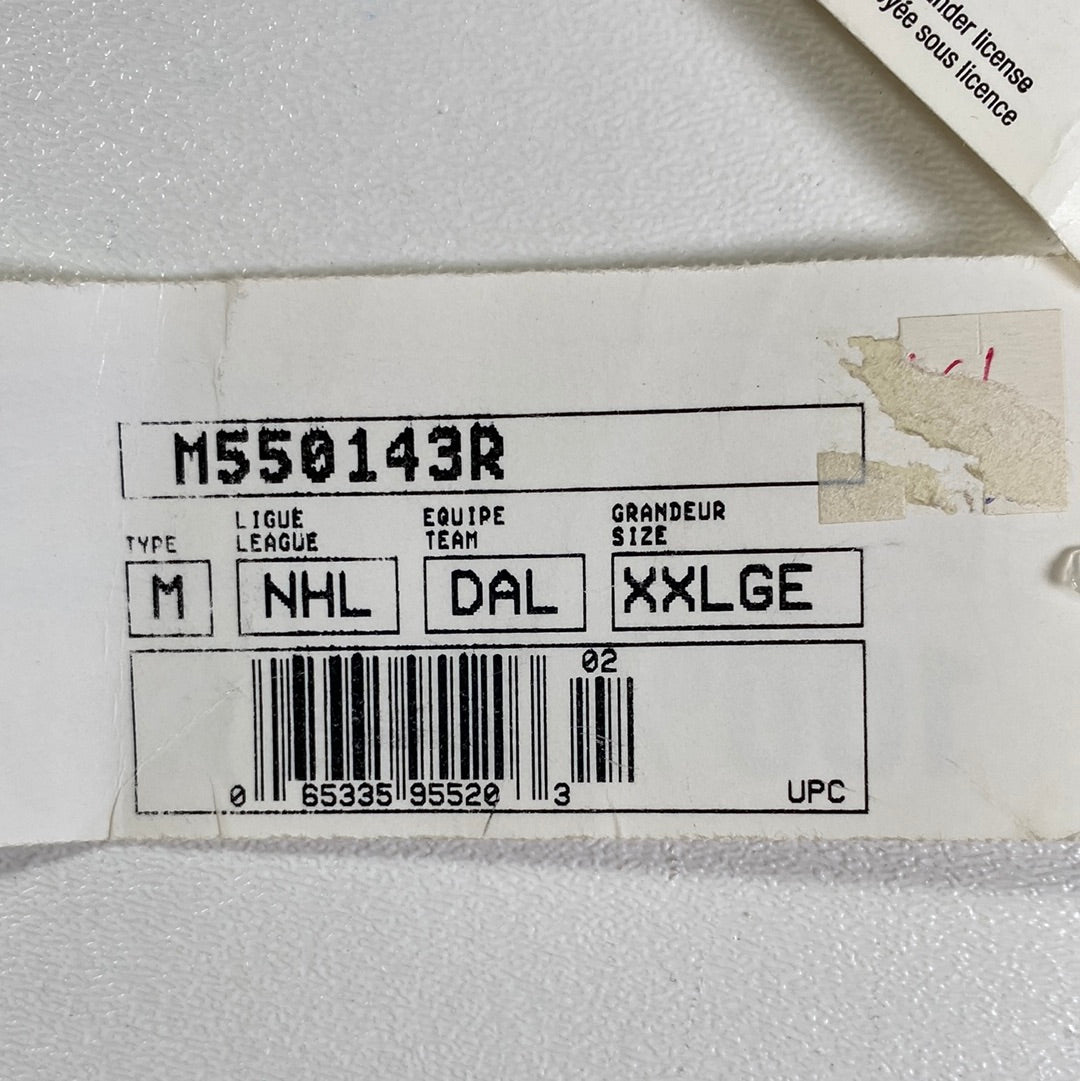 under license
sous licence
M550143R
TYPE
LIGUE
LEAGUE
EQUIPE
TEAM
GRANDEUR
SIZE
M
NHL
DAL
XXLGE
02
0 65335 95520 3
UPC